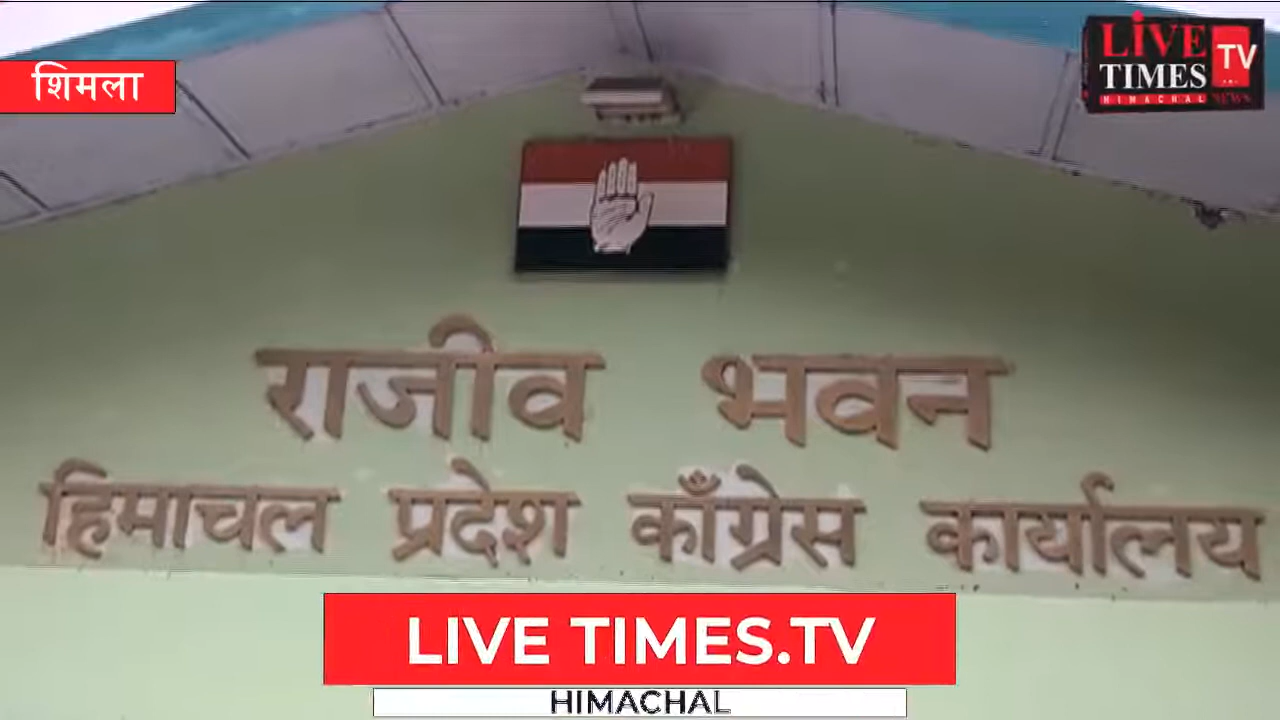 शिमला
LIVE
TIMES
TV
HIMACHAL NEWS
राजीव भवन
हिमाचल प्रदेश काँग्रेस कार्यालय
LIVE TIMES.TV
HIMACHAL